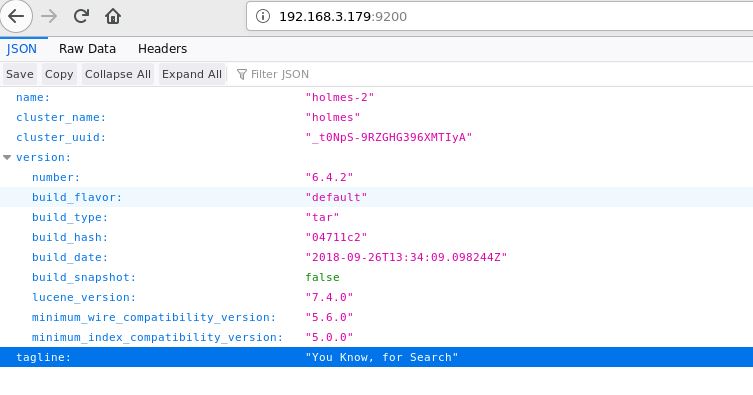 192.168.3.179:9200
JSON Raw Data Headers
Save Copy Collapse All Expand All Filter JSON
name: "holmes-2"
cluster_name: "holmes"
cluster_uuid: "_t0NpS-9RZGHG396XMTIyA"
version:
number: "6.4.2"
build_flavor: "default"
build_type: "tar"
build_hash: "04711c2"
build_date: "2018-09-26T13:34:09.098244Z"
build_snapshot: false
lucene_version: "7.4.0"
minimum_wire_compatibility_version: "5.6.0"
minimum_index_compatibility_version: "5.0.0"
tagline: "You Know, for Search"